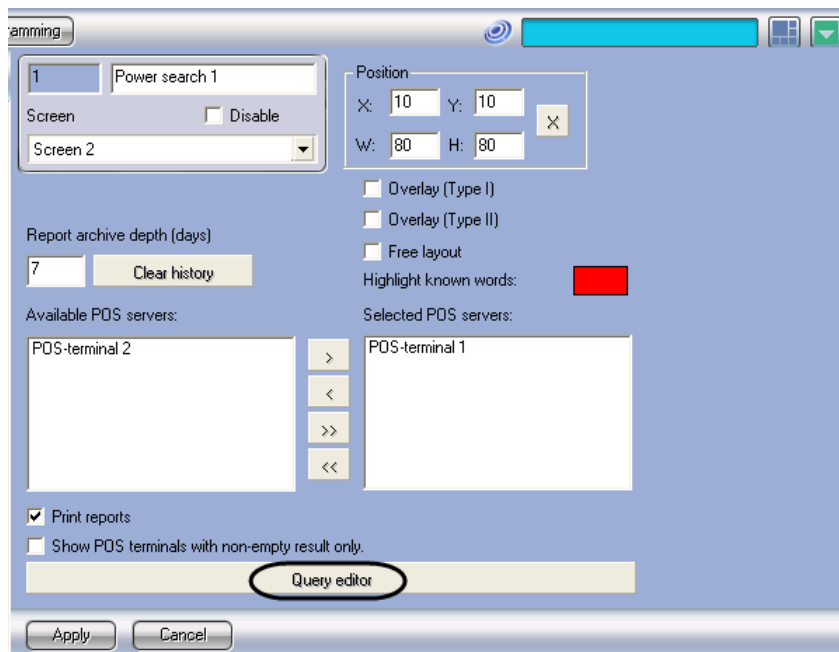 amming
1 Power search 1
Screen Disable
Screen 2
Position
X: 10 Y: 10
X
W: 80 H: 80
Overlay (Type I)
Overlay (Type II)
Free layout
Report archive depth (days)
7 Clear history
Highlight known words:
Available POS servers:
Selected POS servers:
POS-terminal 2
POS-terminal 1
>
<
>>
<<
Print reports
Show POS terminals with non-empty result only.
Query editor
Apply Cancel